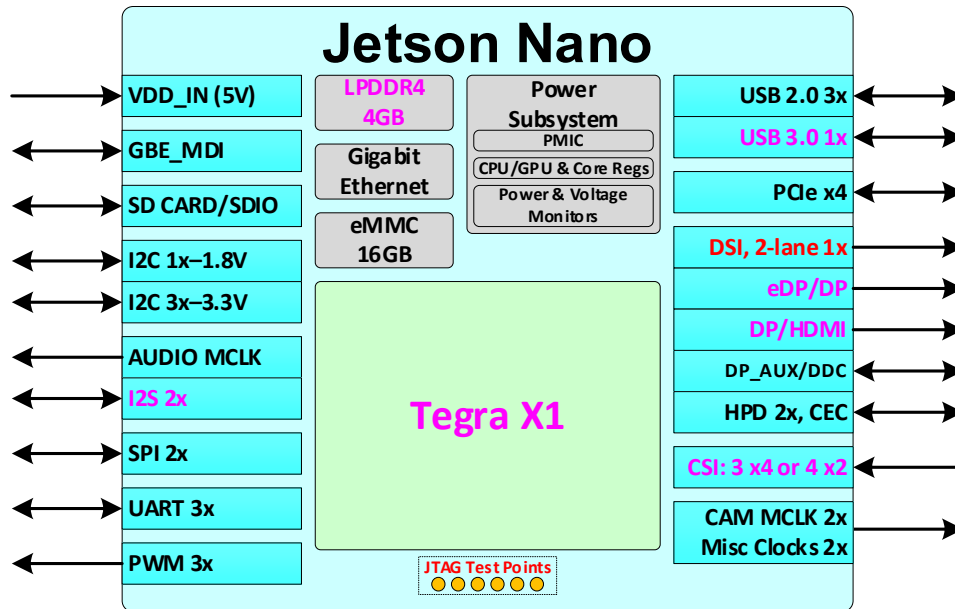 Jetson Nano
VDD_IN (5V)
GBE_MDI
SD CARD/SDIO
I2C 1x–1.8V
I2C 3x–3.3V
AUDIO MCLK
I2S 2x
SPI 2x
UART 3x
PWM 3x
LPDDR4
4GB
Gigabit
Ethernet
eMMC
16GB
Power
Subsystem
PMIC
CPU/GPU & Core Regs
Power & Voltage
Monitors
Tegra X1
JTAG Test Points
USB 2.0 3x
USB 3.0 1x
PCIe x4
DSI, 2-lane 1x
eDP/DP
DP/HDMI
DP_AUX/DDC
HPD 2x, CEC
CSI: 3 x4 or 4 x2
CAM MCLK 2x
Misc Clocks 2x